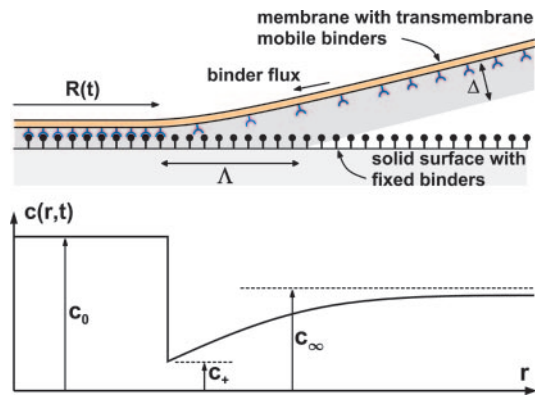 membrane with transmembrane
mobile binders
binder flux
R(t)
Δ
Λ
solid surface with
fixed binders
c(r,t)
c₀
c₊
c∞
r